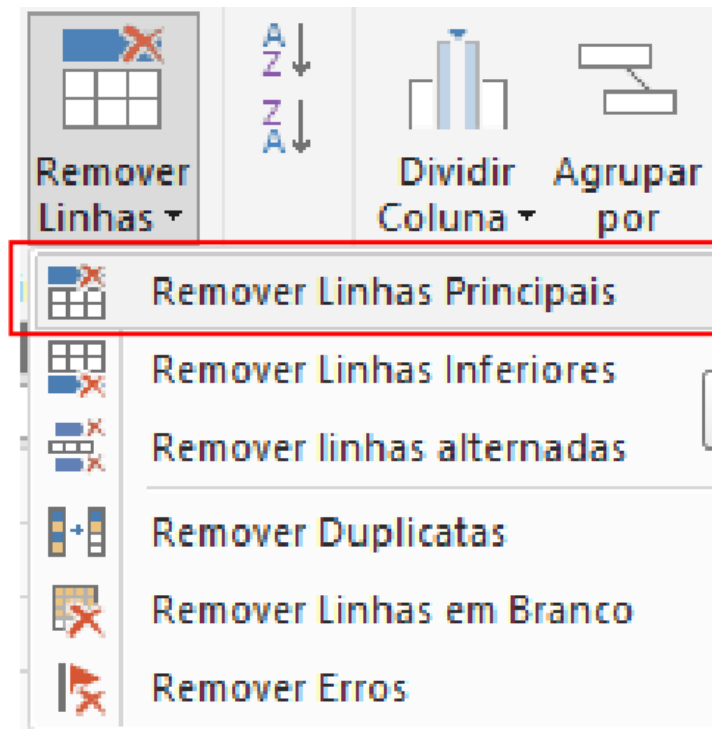 Remover
Linhas
A
Z
Z
A
Dividir
Coluna
Agrupar
por
Remover Linhas Principais
Remover Linhas Inferiores
Remover linhas alternadas
Remover Duplicatas
Remover Linhas em Branco
Remover Erros